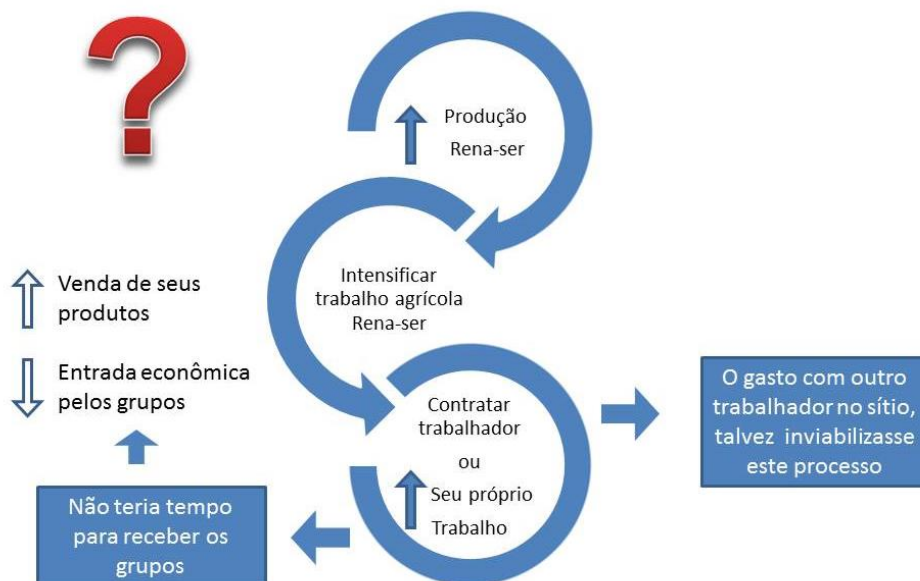 ?
Produção
Rena-ser
Intensificar
trabalho agrícola
Rena-ser
Venda de seus
produtos
Entrada econômica
pelos grupos
Contratar
trabalhador
ou
Seu próprio
Trabalho
O gasto com outro
trabalhador no sítio,
talvez inviabilizasse
este processo
Não teria tempo
para receber os
grupos